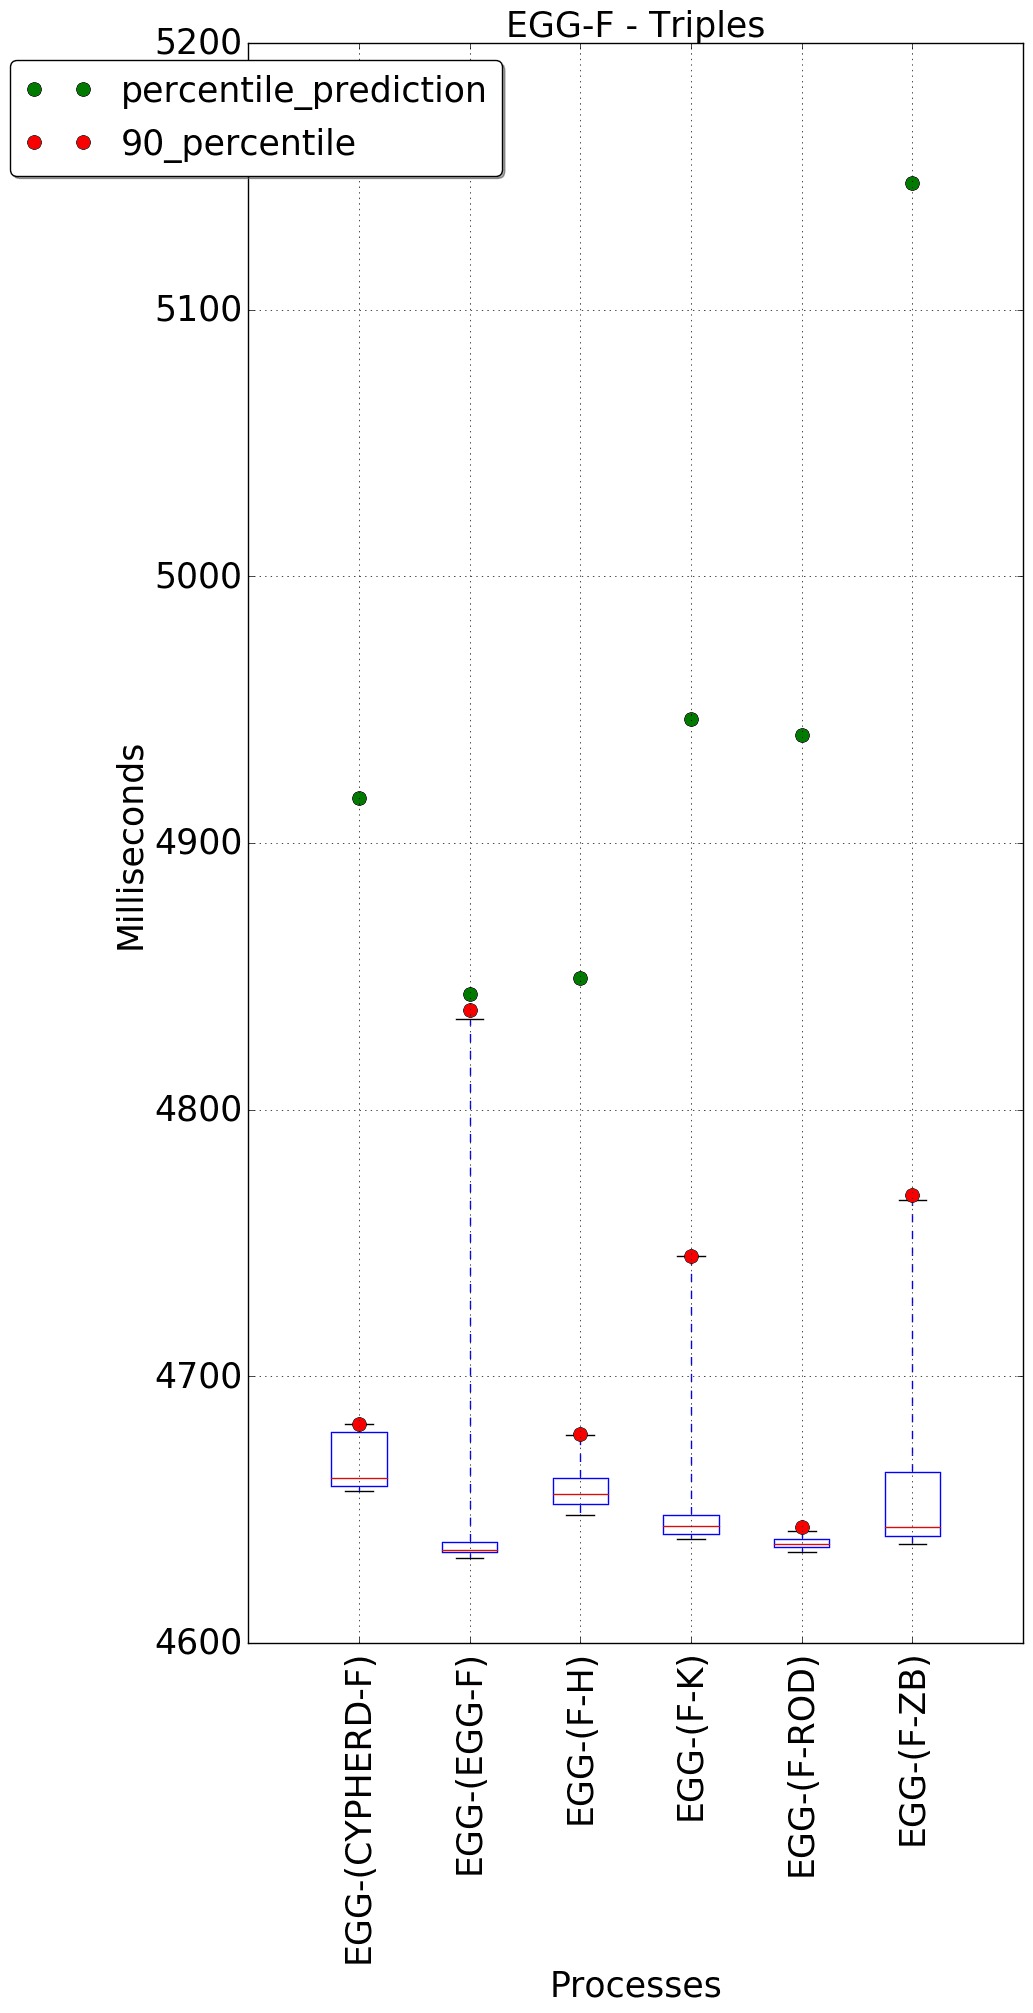 EGG-F - Triples
percentile_prediction
90_percentile
5200
5100
5000
4900
4800
4700
4600
Milliseconds
EGG-(CYPHERD-F)
EGG-(EGG-F)
EGG-(F-H)
EGG-(F-K)
EGG-(F-ROD)
EGG-(F-ZB)
Processes